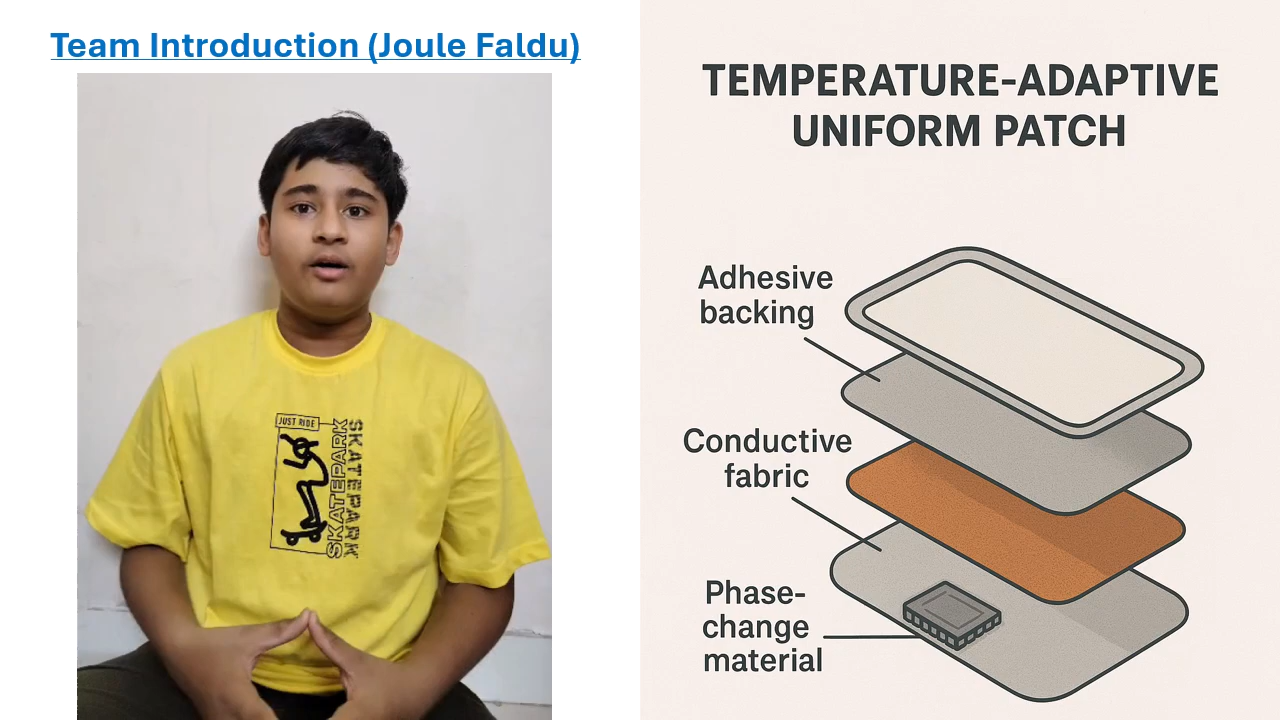 Team Introduction (Joule Faldu)
JUST RIDE
SKATEPARK
SKATEPARK
TEMPERATURE-ADAPTIVE
UNIFORM PATCH
Adhesive
backing
Conductive
fabric
Phase-
change
material